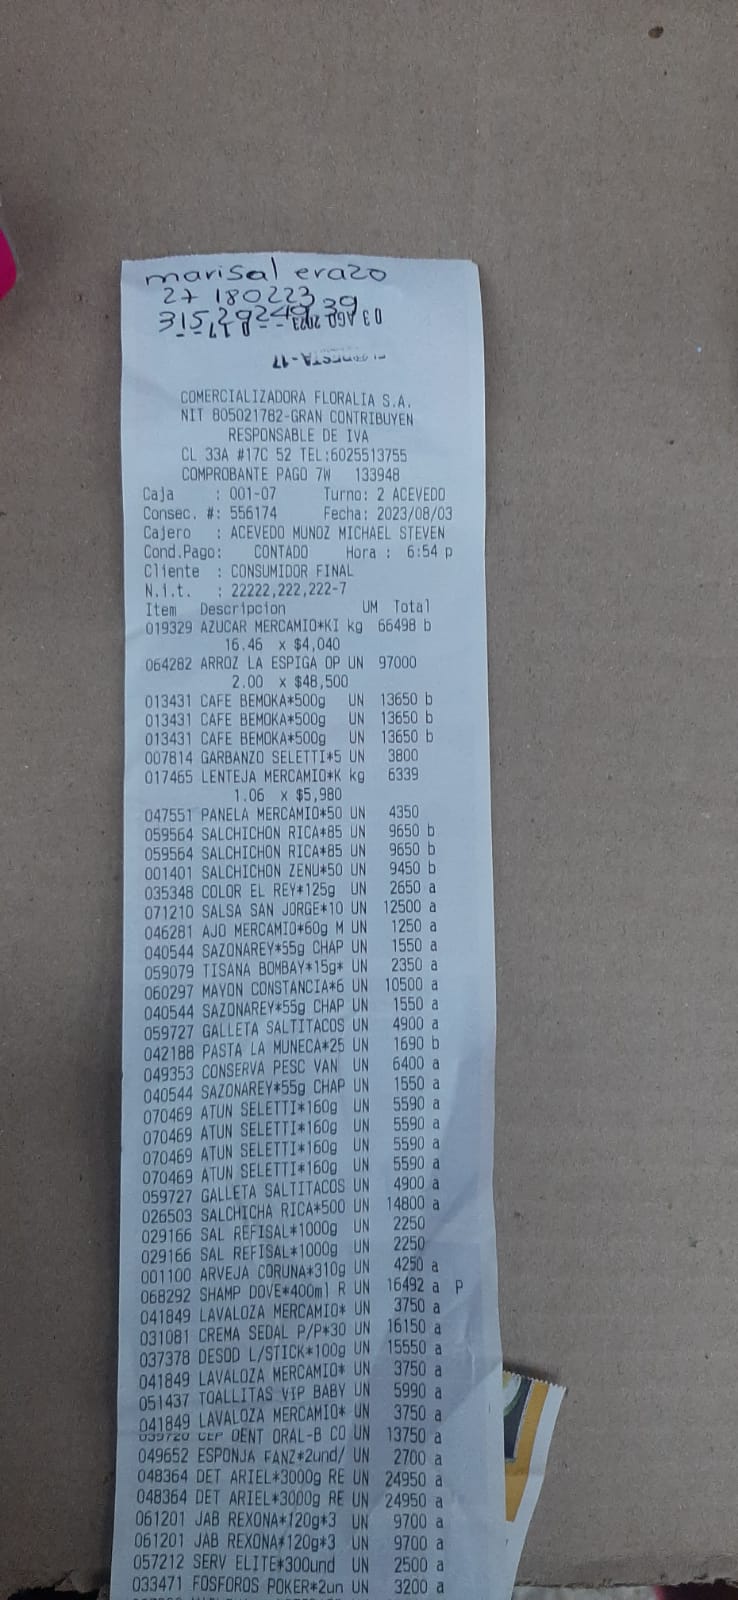 marisal erazo
27 180223
3152924939
03 AGO 2023
COMERCIALIZADORA FLORALIA S.A.
NIT 805021782-GRAN CONTRIBUYEN
RESPONSABLE DE IVA
CL 33A #17C 52 TEL:6025513755
COMPROBANTE PAGO 7W 133948
Caja : 001-07 Turno: 2 ACEVEDO
Consec. #: 556174 Fecha: 2023/08/03
Cajero : ACEVEDO MUNOZ MICHAEL STEVEN
Cond.Pago: CONTADO Hora : 6:54 p
Cliente : CONSUMIDOR FINAL
N.i.t. : 22222,222,222-7
Item Descripcion UM Total
019329 AZUCAR MERCAMIO*KI kg 66498 b
16.46 x $4,040
064282 ARROZ LA ESPIGA OP UN 97000
2.00 x $48,500
013431 CAFE BEMOKA*500g UN 13650 b
013431 CAFE BEMOKA*500g UN 13650 b
013431 CAFE BEMOKA*500g UN 13650 b
007814 GARBANZO SELETTI*5 UN 3800
017465 LENTEJA MERCAMIO*K kg 6339
1.06 x $5,980
047551 PANELA MERCAMIO*50 UN 4350
059564 SALCHICHON RICA*85 UN 9650 b
059564 SALCHICHON RICA*85 UN 9650 b
001401 SALCHICHON ZENU*50 UN 9450 b
035348 COLOR EL REY*125g UN 2650 a
071210 SALSA SAN JORGE*10 UN 12500 a
046281 AJO MERCAMIO*60g M UN 1250 a
040544 SAZONAREY*55g CHAP UN 1550 a
059079 TISANA BOMBAY*15g* UN 2350 a
060297 MAYON CONSTANCIA*6 UN 10500 a
040544 SAZONAREY*55g CHAP UN 1550 a
059727 GALLETA SALTITACOS UN 4900 a
042188 PASTA LA MUNECA*25 UN 1690 b
049353 CONSERVA PESC VAN UN 6400 a
040544 SAZONAREY*55g CHAP UN 1550 a
070469 ATUN SELETTI*160g UN 5590 a
070469 ATUN SELETTI*160g UN 5590 a
070469 ATUN SELETTI*160g UN 5590 a
070469 ATUN SELETTI*160g UN 5590 a
059727 GALLETA SALTITACOS UN 4900 a
026503 SALCHICHA RICA*500 UN 14800 a
029166 SAL REFISAL*1000g UN 2250
029166 SAL REFISAL*1000g UN 2250
001100 ARVEJA CORUNA*310g UN 4250 a
068292 SHAMP DOVE*400ml R UN 16492 a P
041849 LAVALOZA MERCAMIO* UN 3750 a
031081 CREMA SEDAL P/P*30 UN 16150 a
037378 DESOD L/STICK*100g UN 15550 a
041849 LAVALOZA MERCAMIO* UN 3750 a
051437 TOALLITAS VIP BABY UN 5990 a
041849 LAVALOZA MERCAMIO* UN 3750 a
CEP DENT ORAL-B CO UN 13750 a
049652 ESPONJA FANZ*2und/ UN 2700 a
048364 DET ARIEL*3000g RE UN 24950 a
048364 DET ARIEL*3000g RE UN 24950 a
061201 JAB REXONA*120g*3 UN 9700 a
061201 JAB REXONA*120g*3 UN 9700 a
057212 SERV ELITE*300und UN 2500 a
033471 FOSFOROS POKER*2un UN 3200 a